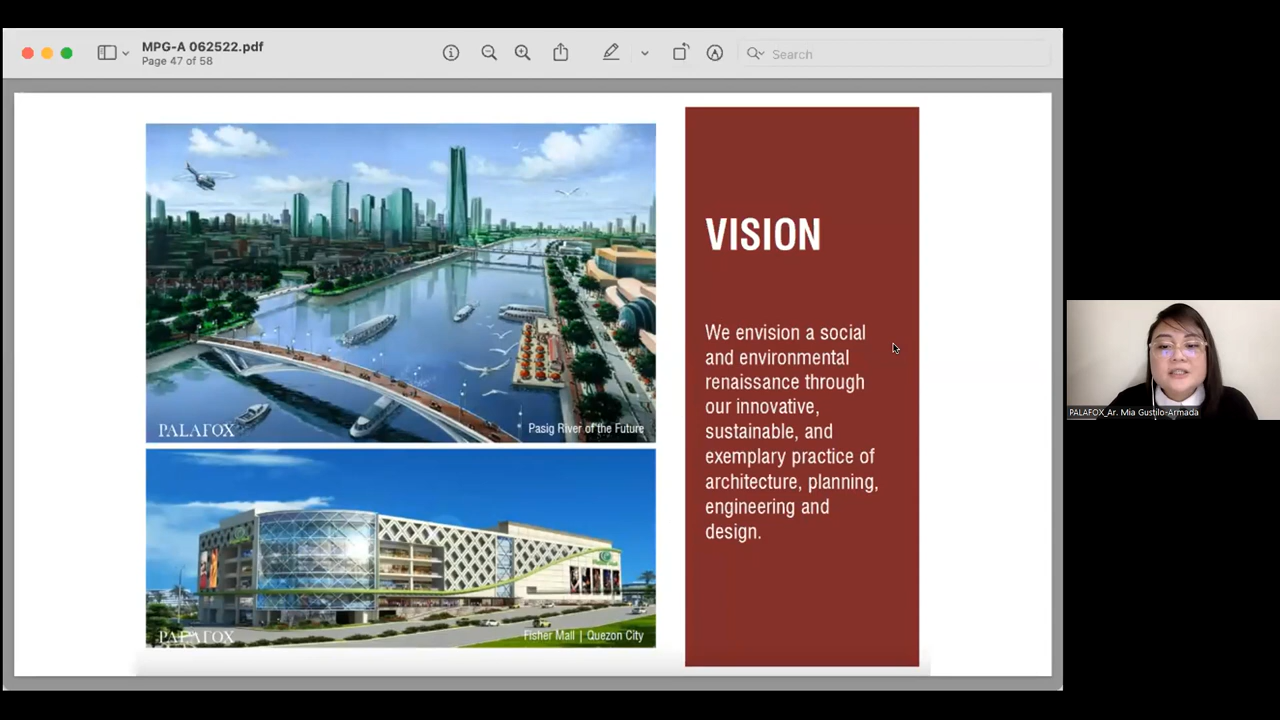 MPG-A 062522.pdf
Page 47 of 58
Search
PALAFOX
Pasig River of the Future
PALAFOX
Fisher Mall | Quezon City
VISION
We envision a social
and environmental
renaissance through
our innovative,
sustainable, and
exemplary practice of
architecture, planning,
engineering and
design.
PALAFOX_Ar. Mia Gustilo-Armada